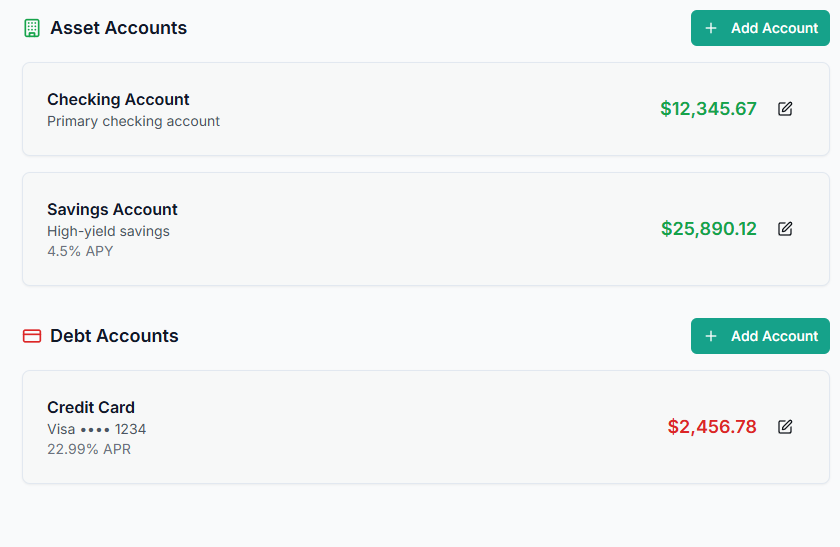 Asset Accounts
+ Add Account
Checking Account
Primary checking account
$12,345.67
Savings Account
High-yield savings
4.5% APY
$25,890.12
Debt Accounts
+ Add Account
Credit Card
Visa •••• 1234
22.99% APR
$2,456.78